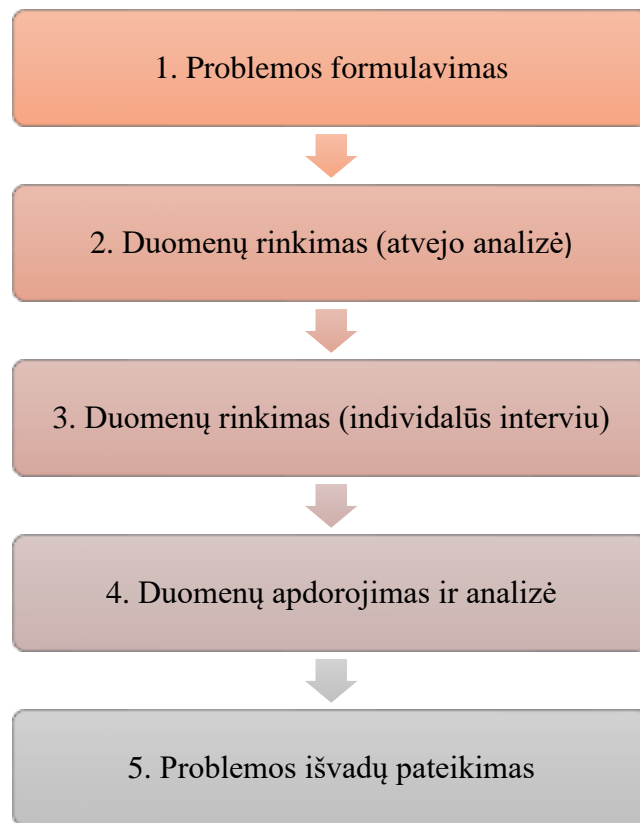 1. Problemos formulavimas
2. Duomenų rinkimas (atvejo analizė)
3. Duomenų rinkimas (individalūs interviu)
4. Duomenų apdorojimas ir analizė
5. Problemos išvadų pateikimas